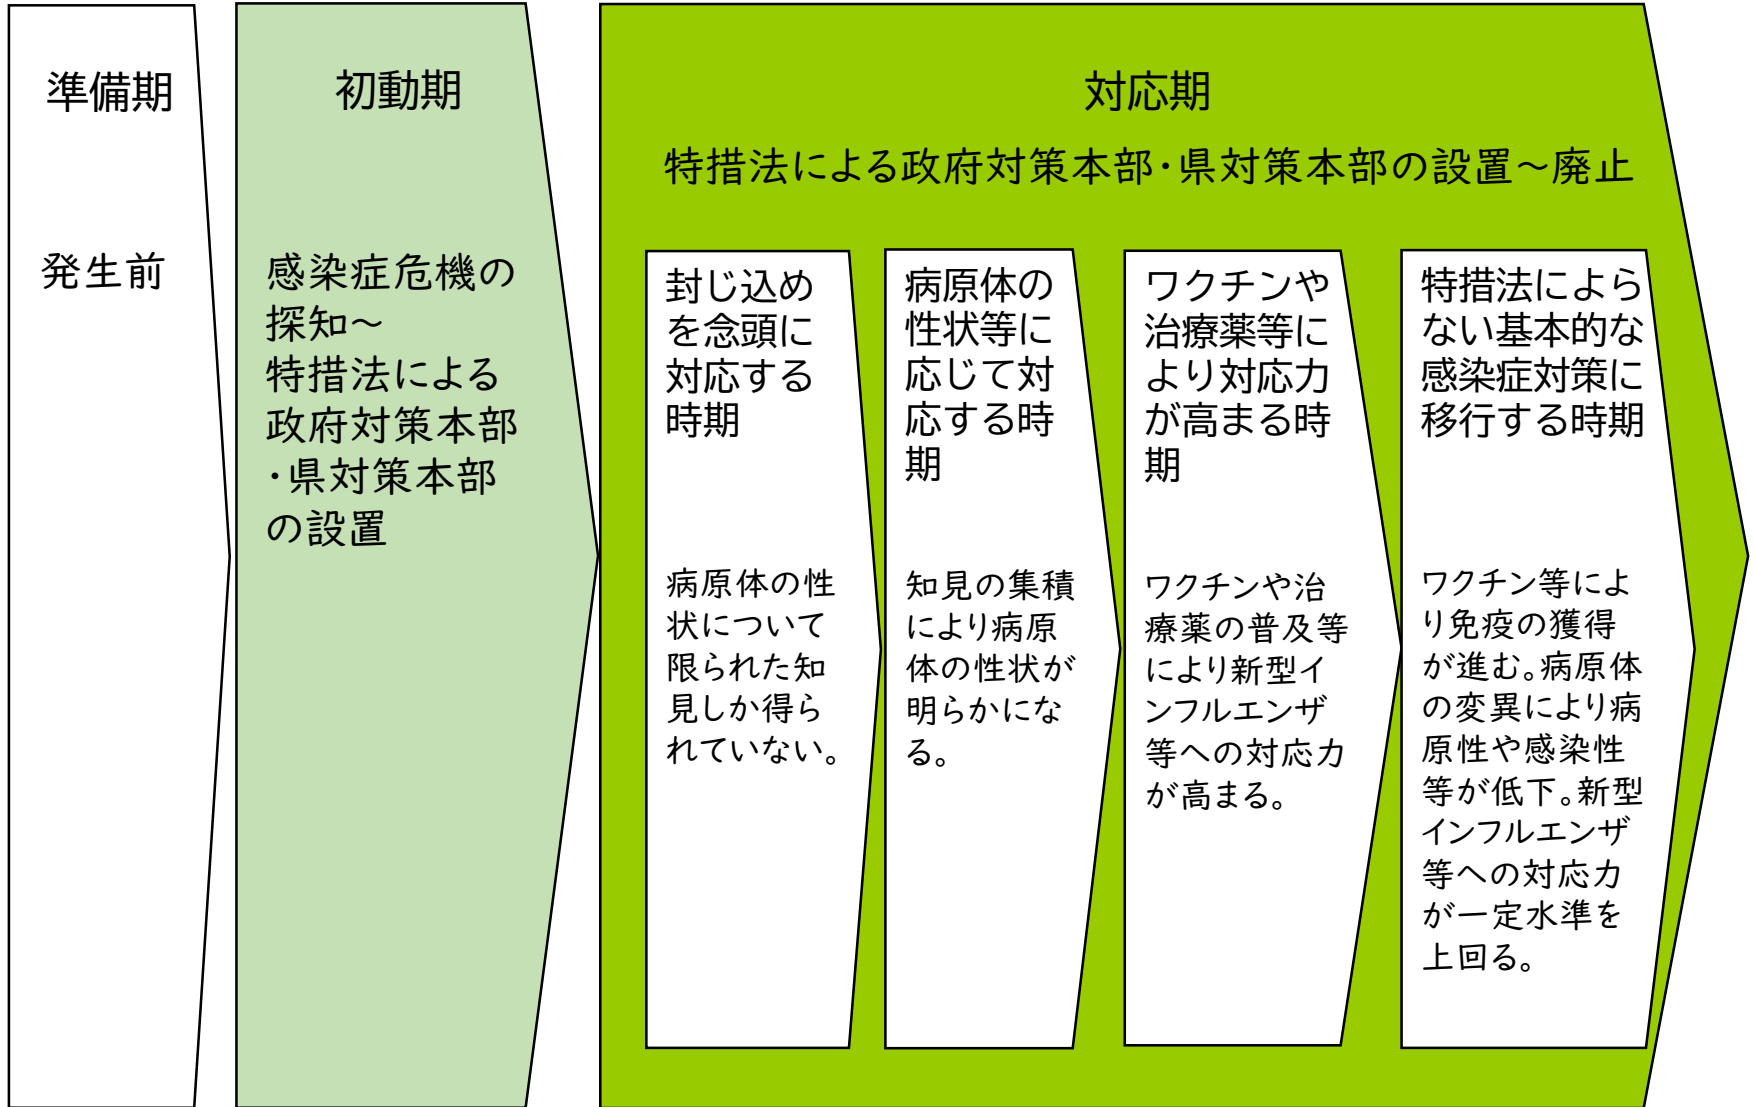 準備期
発生前
初動期
感染症危機の
探知～
特措法による
政府対策本部
・県対策本部
の設置
対応期
特措法による政府対策本部・県対策本部の設置～廃止
封じ込め
を念頭に
対応する
時期
病原体の性
状について
限られた知
見しか得ら
れていない。
病原体の
性状等に
応じて対
応する時
期
知見の集積
により病原
体の性状が
明らかにな
る。
ワクチンや
治療薬等に
より対応力
が高まる時
期
ワクチンや治
療薬の普及等
により新型イ
ンフルエンザ
等への対応力
が高まる。
特措法によら
ない基本的な
感染症対策に
移行する時期
ワクチン等によ
り免疫の獲得
が進む。病原体
の変異により病
原性や感染性
等が低下。新型
インフルエンザ
等への対応力
が一定水準を
上回る。